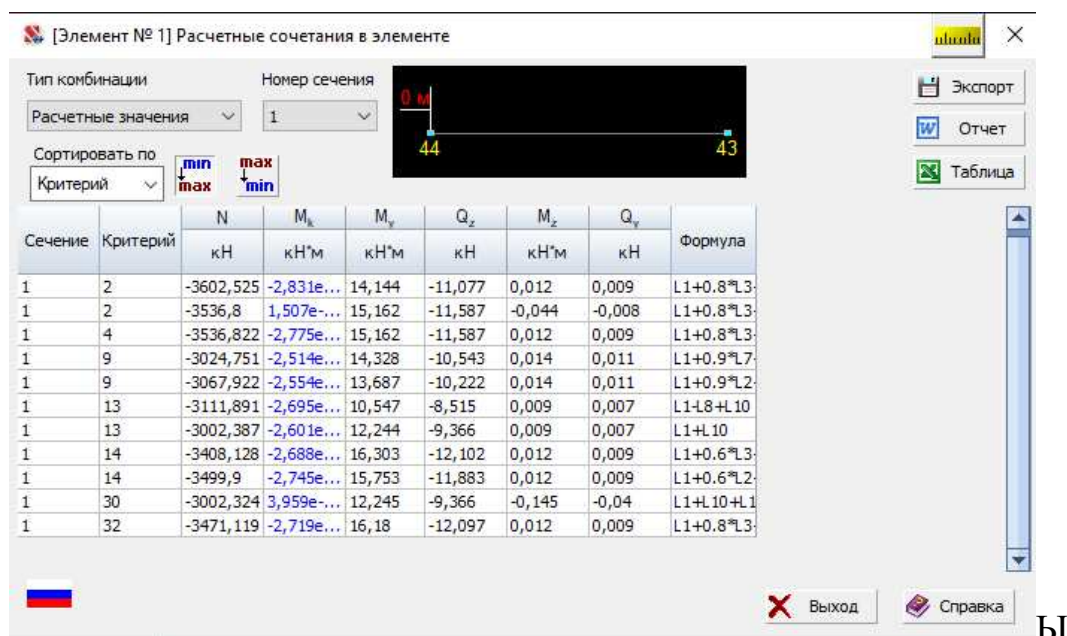 [Элемент № 1] Расчетные сочетания в элементе
Тип комбинации Номер сечения
Экспорт
Расчетные значения 1
0 м
Отчет
44 43
Сортировать по
min max
max min
Критерий
Таблица
Сечение Критерий N Mk My Qz Mz Qy Формула
кН кН*м кН*м кН кН*м кН
1 2 -3602,525 -2,831e... 14,144 -11,077 0,012 0,009 L1+0.8*L3-
1 2 -3536,8 1,507e-... 15,162 -11,587 -0,044 -0,008 L1+0.8*L3-
1 4 -3536,822 -2,775e... 15,162 -11,587 0,012 0,009 L1+0.8*L3-
1 9 -3024,751 -2,514e... 14,328 -10,543 0,014 0,011 L1+0.9*L7-
1 9 -3067,922 -2,554e... 13,687 -10,222 0,014 0,011 L1+0.9*L2-
1 13 -3111,891 -2,695e... 10,547 -8,515 0,009 0,007 L1-L8+L10
1 13 -3002,387 -2,601e... 12,244 -9,366 0,009 0,007 L1+L10
1 14 -3408,128 -2,688e... 16,303 -12,102 0,012 0,009 L1+0.6*L3-
1 14 -3499,9 -2,745e... 15,753 -11,883 0,012 0,009 L1+0.6*L2-
1 30 -3002,324 3,959e-... 12,245 -9,366 -0,145 -0,04 L1+L10+L1
1 32 -3471,119 -2,719e... 16,18 -12,097 0,012 0,009 L1+0.8*L3-
Выход Справка
Ы